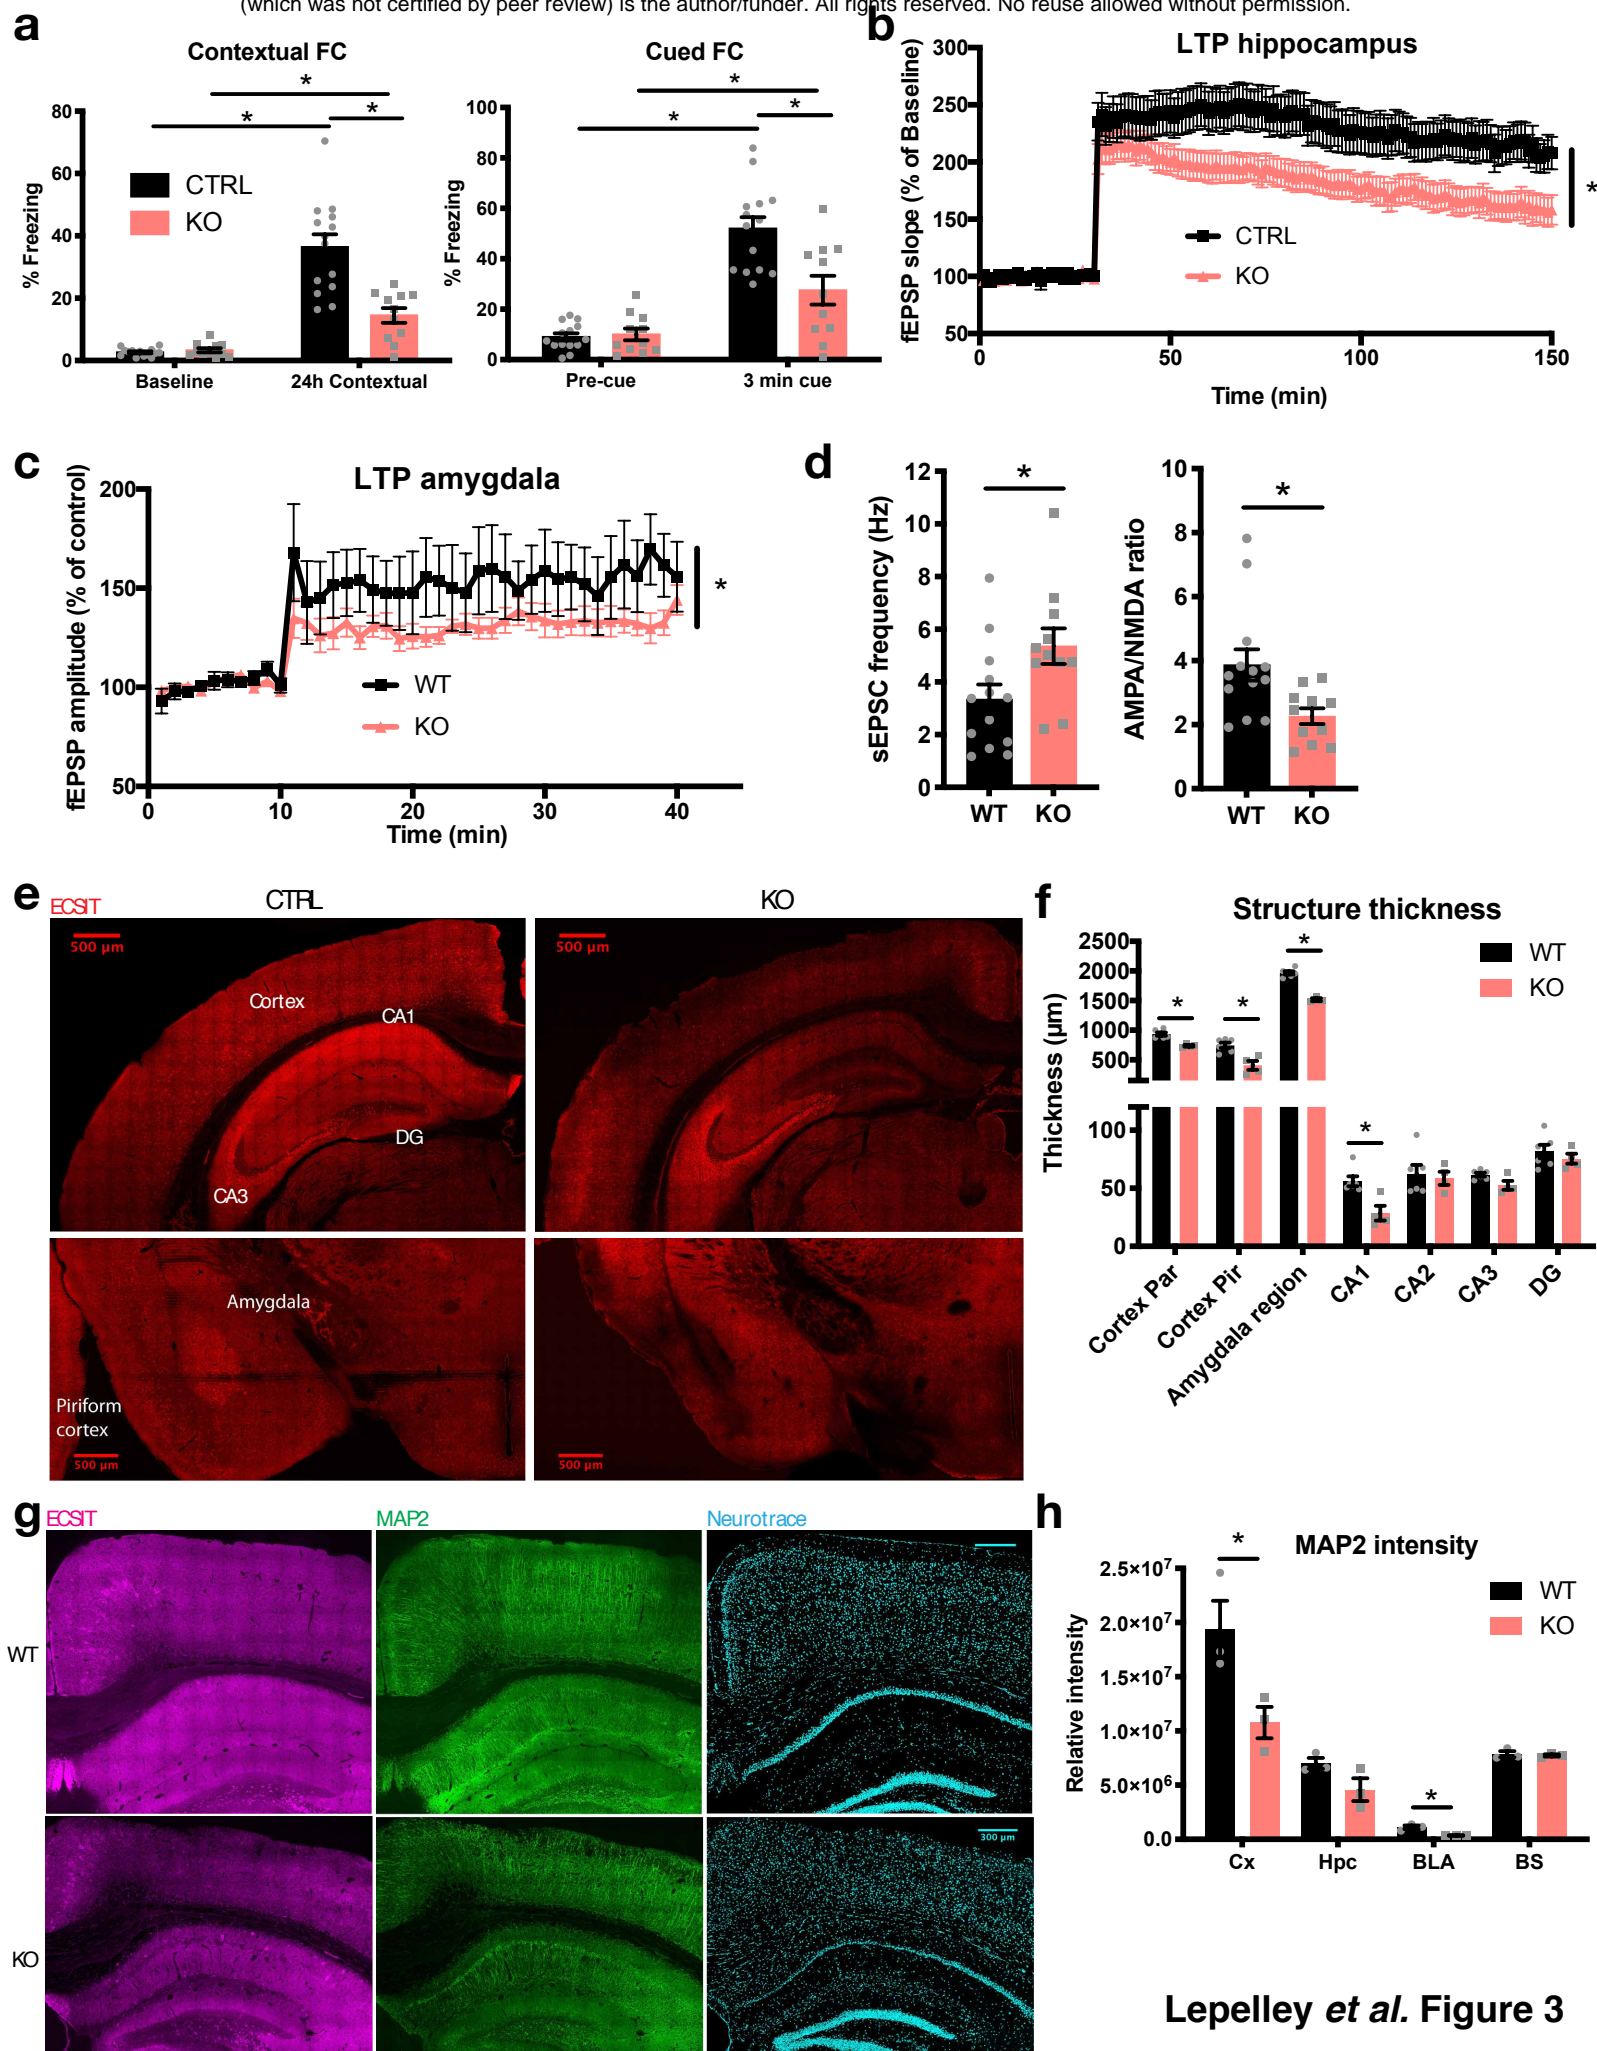 (which was not certified by peer review) is the author/funder. All rights reserved. No reuse allowed without permission.
a
Contextual FC
*
*
*
% Freezing
80
60
40
20
0
CTRL
KO
Baseline
24h Contextual
Cued FC
*
*
*
% Freezing
100
80
60
40
20
0
Pre-cue
3 min cue
b
LTP hippocampus
fEPSP slope (% of Baseline)
300
250
200
150
100
50
CTRL
KO
*
0
50
100
150
Time (min)
c
LTP amygdala
fEPSP amplitude (% of control)
200
150
100
50
*
WT
KO
0
10
20
30
40
Time (min)
d
sEPSC frequency (Hz)
12
10
8
6
4
2
0
*
WT
KO
AMPA/NMDA ratio
10
8
6
4
2
0
*
WT
KO
e
ECSIT
CTRL
KO
500 µm
Cortex
CA1
DG
CA3
500 µm
Amygdala
Piriform
cortex
500 µm
500 µm
f
Structure thickness
WT
KO
Thickness (µm)
2500
2000
1500
1000
500
100
50
0
*
*
*
*
Cortex Par
Cortex Pir
Amygdala region
CA1
CA2
CA3
DG
g
ECSIT
MAP2
Neurotrace
WT
KO
300 µm
h
MAP2 intensity
WT
KO
Relative intensity
2.5×10⁷
2.0×10⁷
1.5×10⁷
1.0×10⁷
5.0×10⁶
0.0
*
*
Cx
Hpc
BLA
BS
Lepelley et al. Figure 3